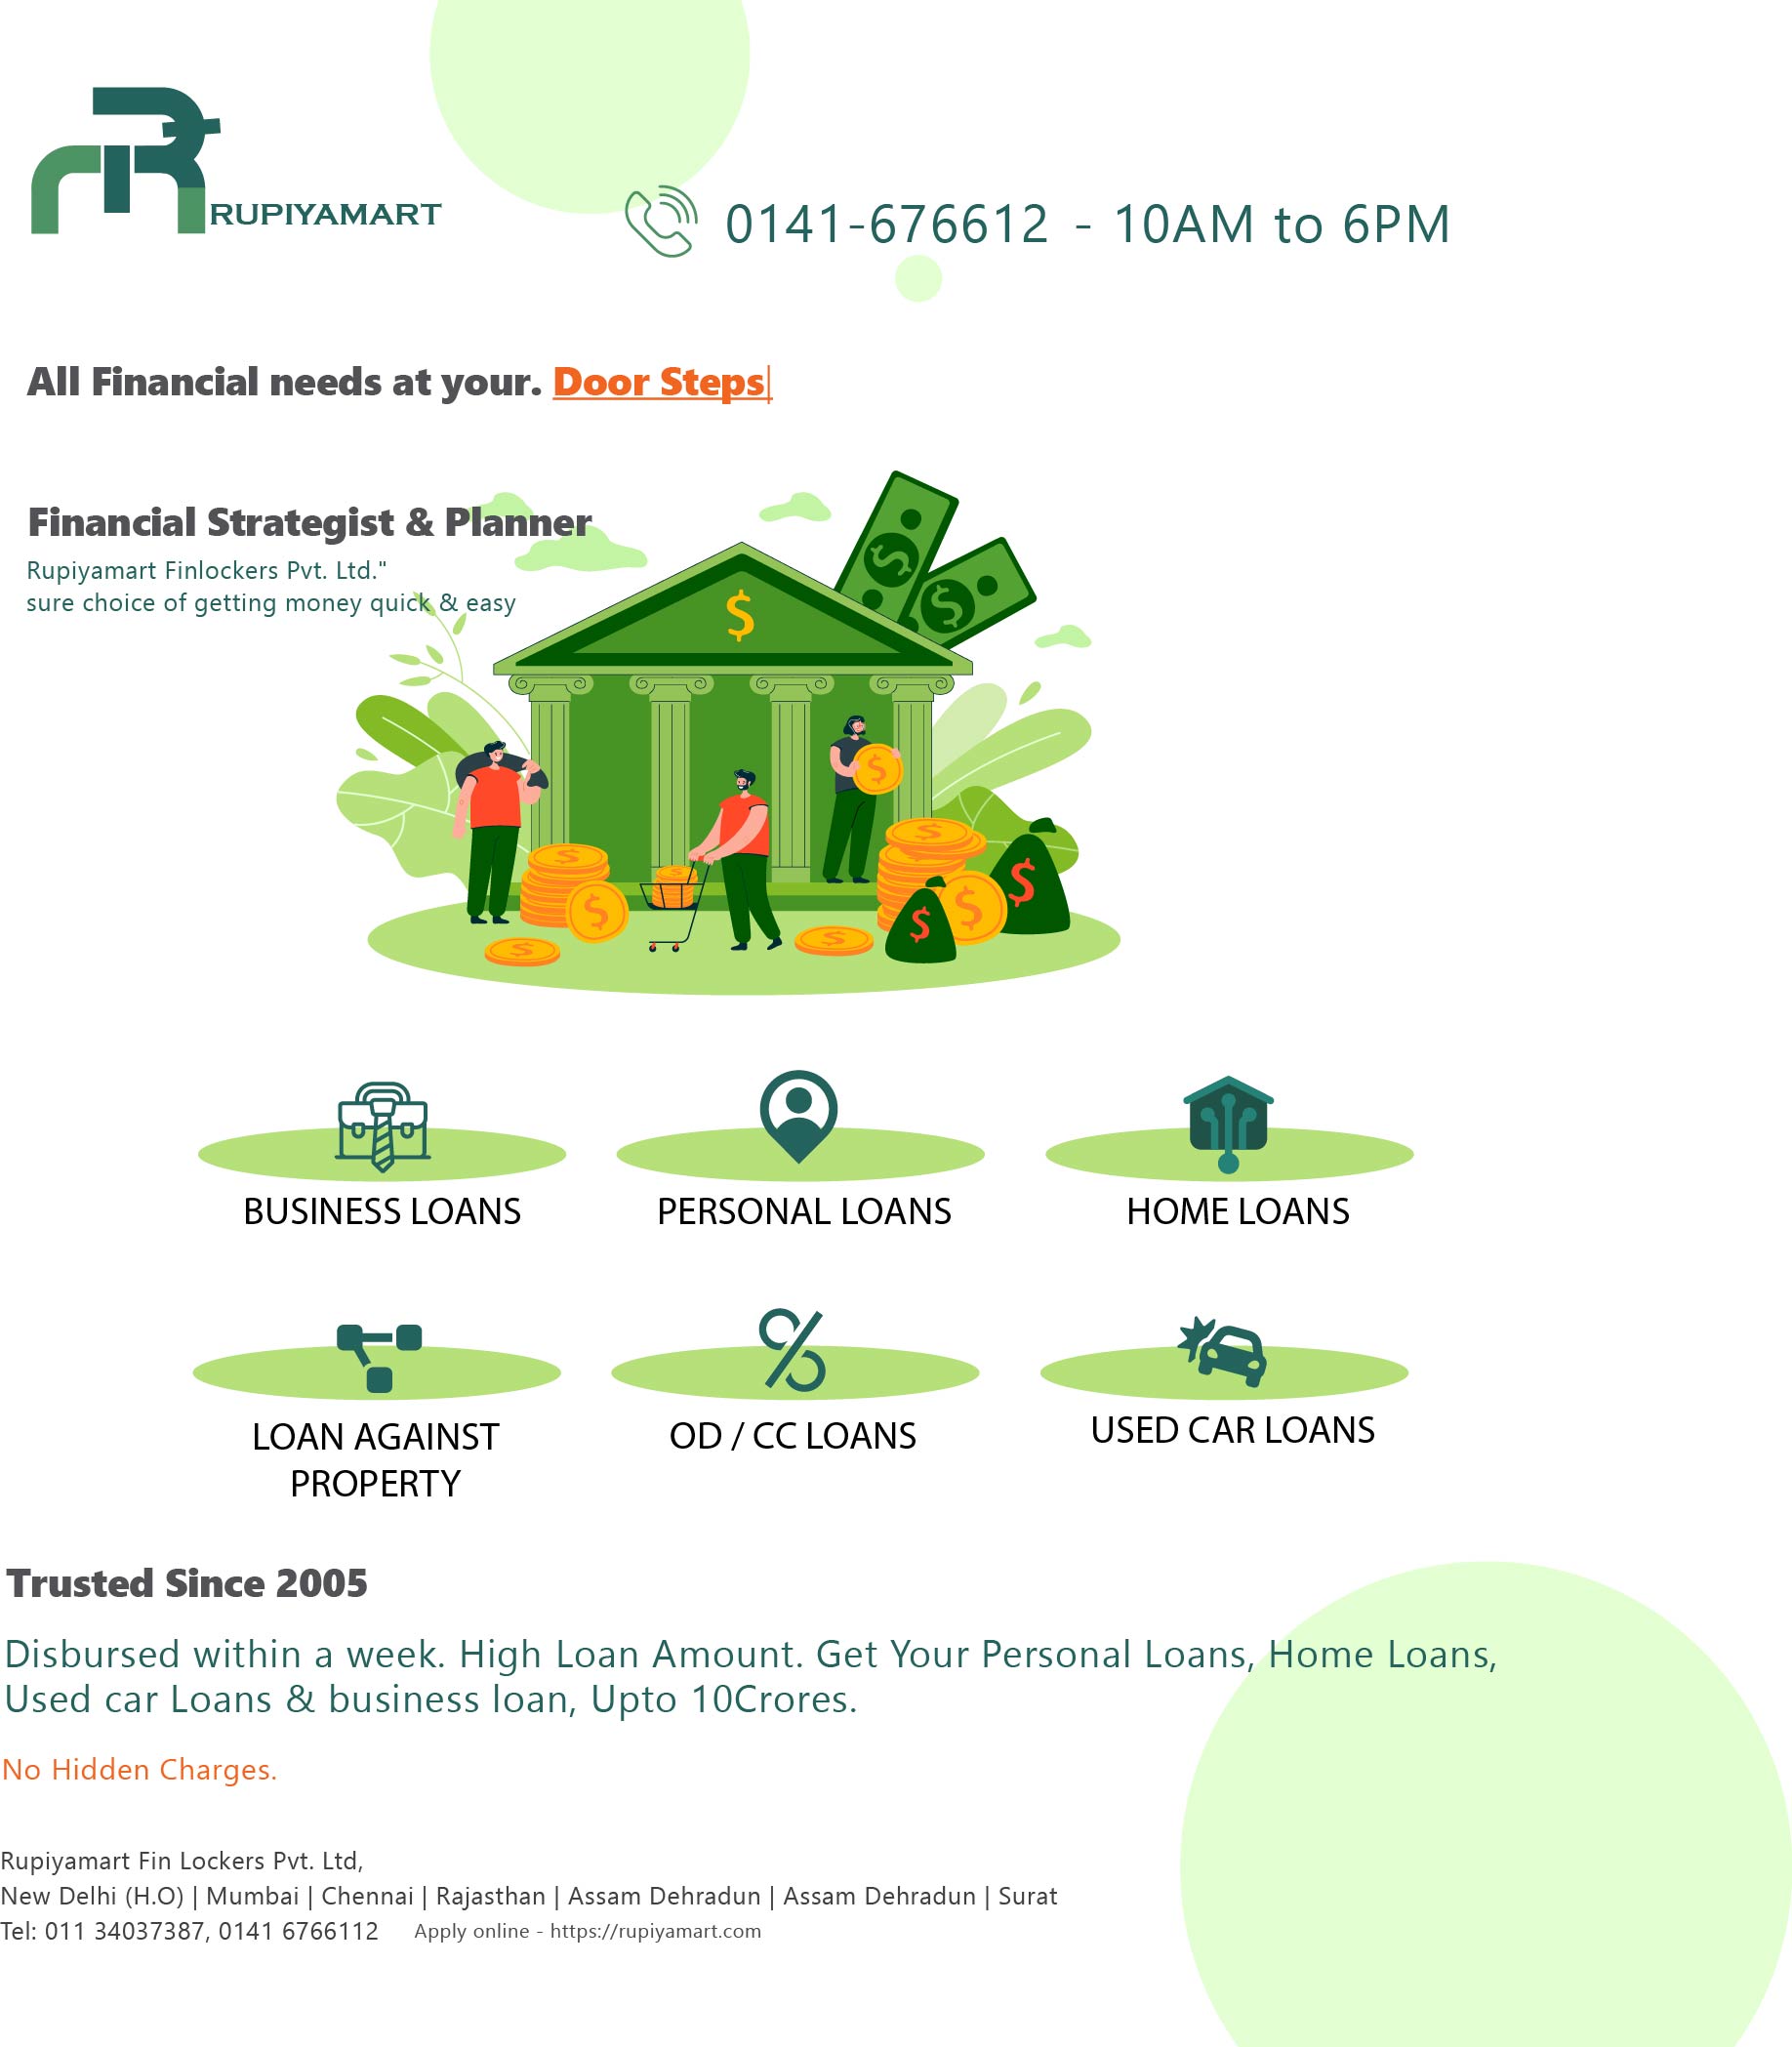 RUPIYAMART
0141-676612 - 10AM to 6PM
All Financial needs at your. Door Steps|
Financial Strategist & Planner
Rupiyamart Finlockers Pvt. Ltd."
sure choice of getting money quick & easy
$
$ $
$
$ $
$ $ $ $
$ $ $ $
BUSINESS LOANS PERSONAL LOANS HOME LOANS
LOAN AGAINST
PROPERTY
OD / CC LOANS
USED CAR LOANS
Trusted Since 2005
Disbursed within a week. High Loan Amount. Get Your Personal Loans, Home Loans,
Used car Loans & business loan, Upto 10Crores.
No Hidden Charges.
Rupiyamart Fin Lockers Pvt. Ltd,
New Delhi (H.O) | Mumbai | Chennai | Rajasthan | Assam Dehradun | Assam Dehradun | Surat
Tel: 011 34037387, 0141 6766112 Apply online - https://rupiyamart.com